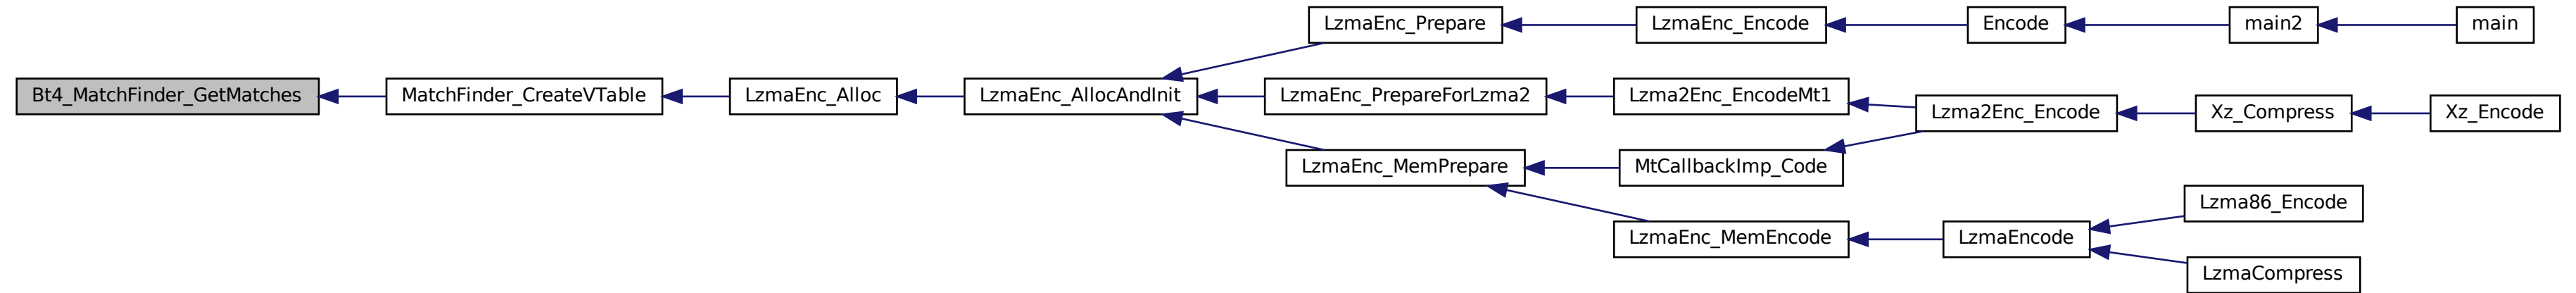 Bt4_MatchFinder_GetMatches
MatchFinder_CreateVTable
LzmaEnc_Alloc
LzmaEnc_AllocAndInit
LzmaEnc_Prepare
LzmaEnc_Encode
Encode
main2
main
LzmaEnc_PrepareForLzma2
Lzma2Enc_EncodeMt1
Lzma2Enc_Encode
Xz_Compress
Xz_Encode
LzmaEnc_MemPrepare
MtCallbackImp_Code
LzmaEnc_MemEncode
LzmaEncode
Lzma86_Encode
LzmaCompress